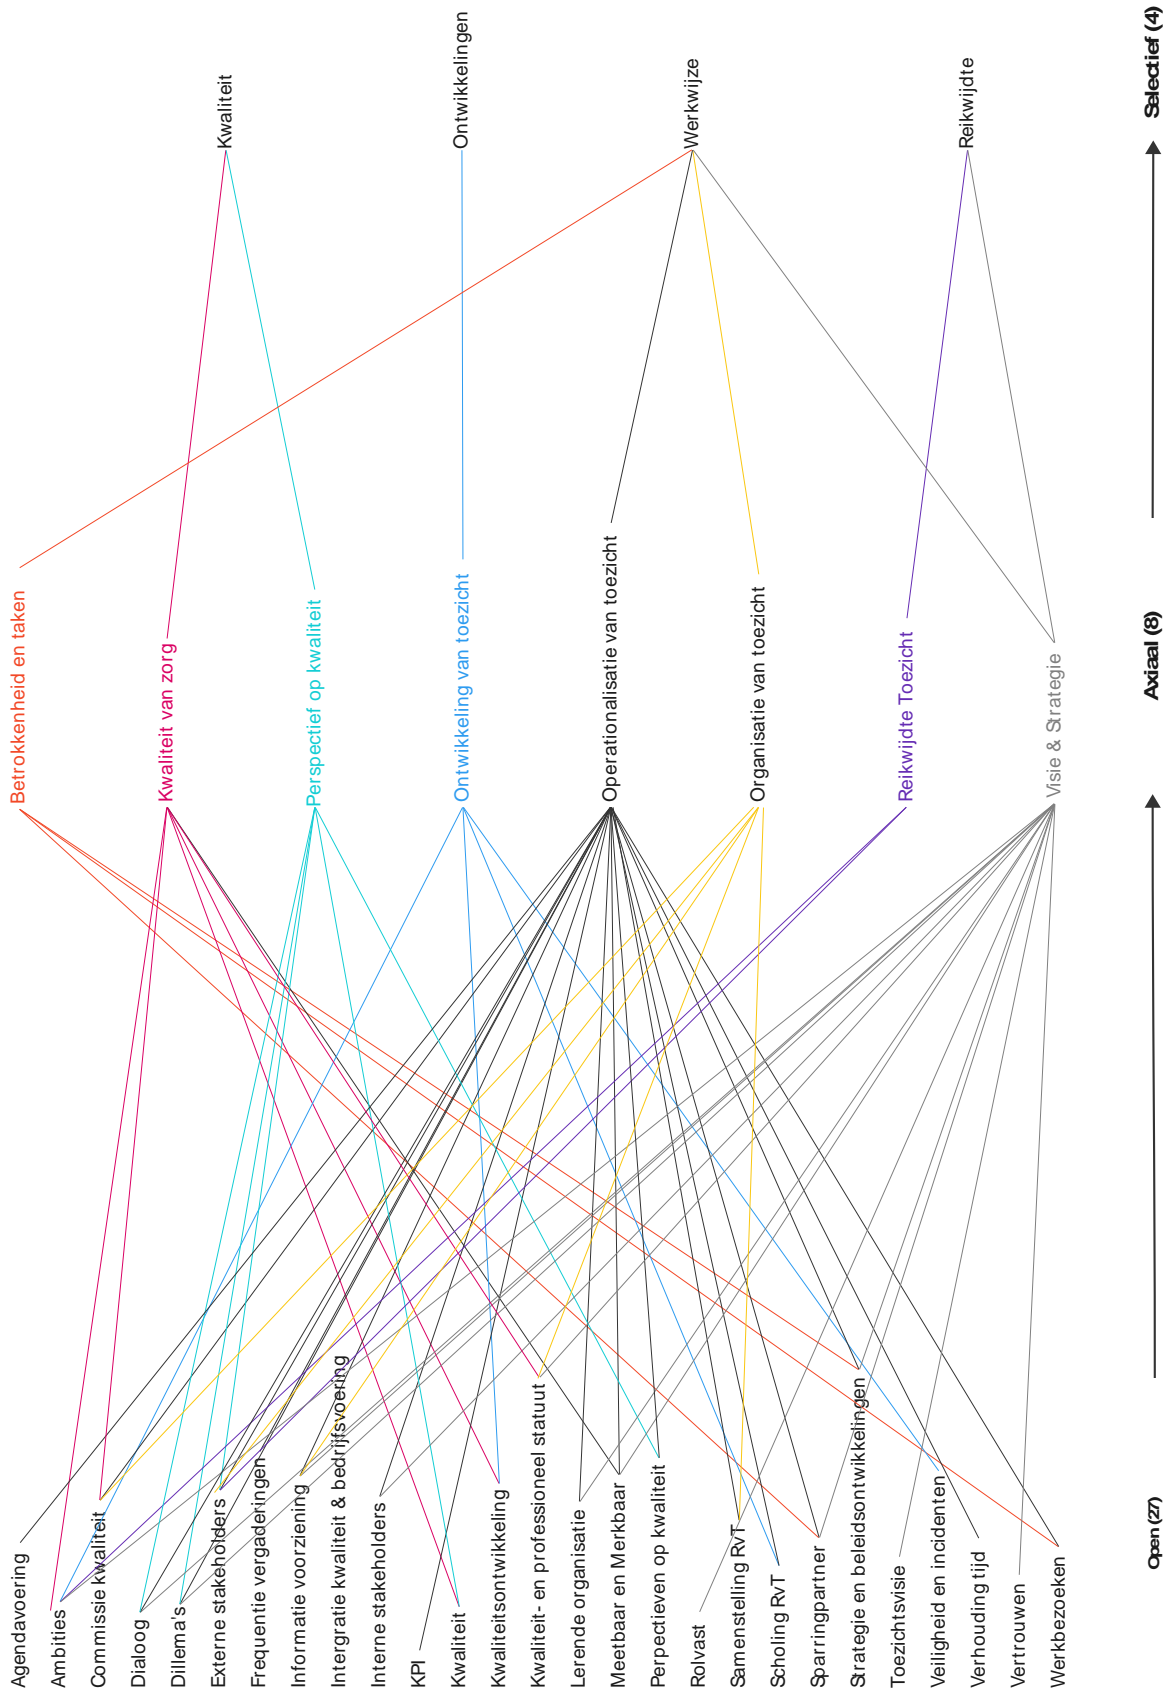 Agendavoering
Ambities
Commissie kwaliteit
Dialoog
Dillema's
Externe stakeholders
Frequentie vergaderingen
Informatie voorziening
Intergratie kwaliteit & bedrijfsvoering
Interne stakeholders
KPI
Kwaliteit
Kwaliteitsontwikkeling
Kwaliteit- en professioneel statuut
Lerende organisatie
Meetbaar en Merkbaar
Perpectieven op kwaliteit
Rolvast
Samenstelling RvT
Scholing RvT
Sparringpartner
Strategie en beleidsontwikkelingen
Toezichtsvisie
Veiligheid en incidenten
Verhouding tijd
Vertrouwen
Werkbezoeken
Open (27)
Betrokkenheid en taken
Kwaliteit van zorg
Perspectief op kwaliteit
Ontwikkeling van toezicht
Operationalisatie van toezicht
Organisatie van toezicht
Reikwijdte Toezicht
Visie & Strategie
Axiaal (8)
Kwaliteit
Ontwikkelingen
Werkwijze
Reikwijdte
Selectief (4)